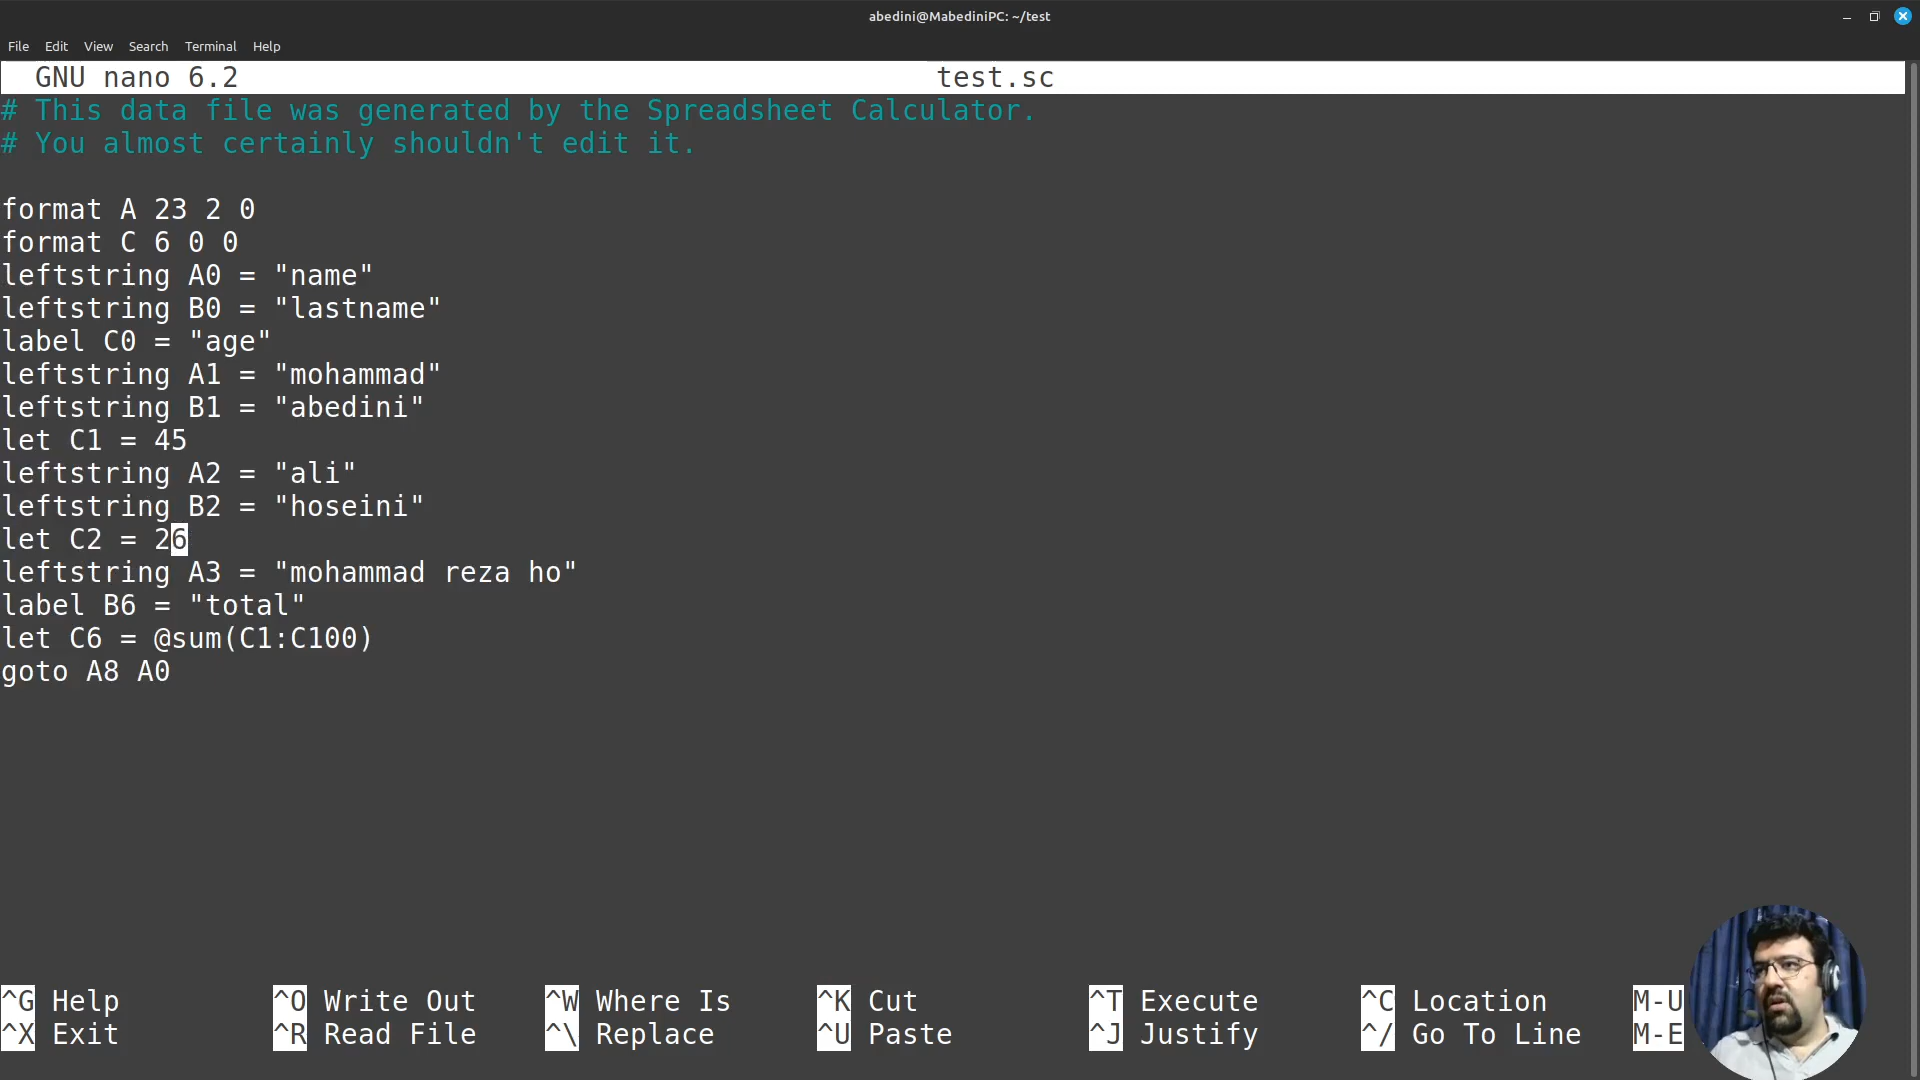 abedini@MabediniPC: ~/test
File Edit View Search Terminal Help
GNU nano 6.2 test.sc
# This data file was generated by the Spreadsheet Calculator.
# You almost certainly shouldn't edit it.
format A 23 2 0
format C 6 0 0
leftstring A0 = "name"
leftstring B0 = "lastname"
label C0 = "age"
leftstring A1 = "mohammad"
leftstring B1 = "abedini"
let C1 = 45
leftstring A2 = "ali"
leftstring B2 = "hoseini"
let C2 = 26
leftstring A3 = "mohammad reza ho"
label B6 = "total"
let C6 = @sum(C1:C100)
goto A8 A0
^G Help ^O Write Out ^W Where Is ^K Cut ^T Execute ^C Location M-U
^X Exit ^R Read File ^\ Replace ^U Paste ^J Justify ^/ Go To Line M-E